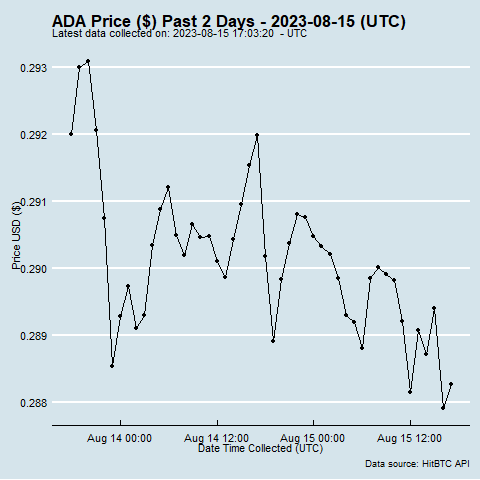 ADA Price ($) Past 2 Days - 2023-08-15 (UTC)
Latest data collected on: 2023-08-15 17:03:20 - UTC
0.293
0.292
0.291
0.290
0.289
0.288
Price USD ($)
Aug 14 00:00 Aug 14 12:00 Aug 15 00:00 Aug 15 12:00
Date Time Collected (UTC)
Data source: HitBTC API